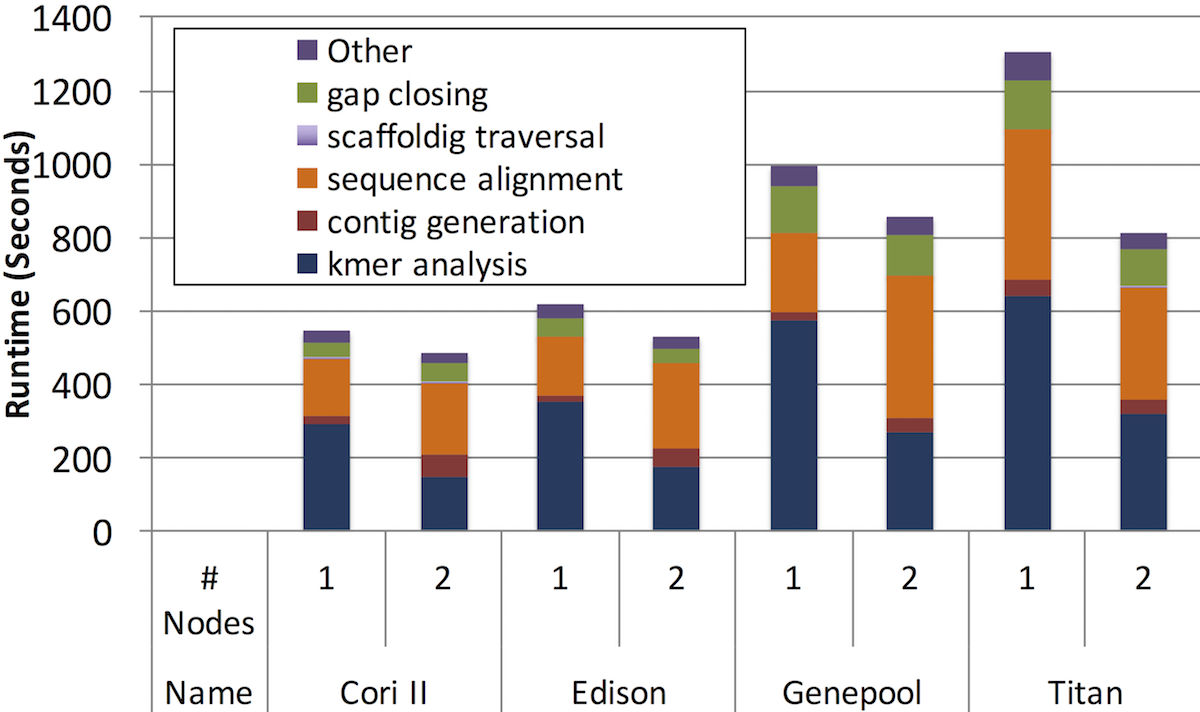 1400
1200
1000
800
600
400
200
0
Runtime (Seconds)
Other
gap closing
scaffoldig traversal
sequence alignment
contig generation
kmer analysis
# 1 2 1 2 1 2 1 2
Nodes
Name Cori II Edison Genepool Titan